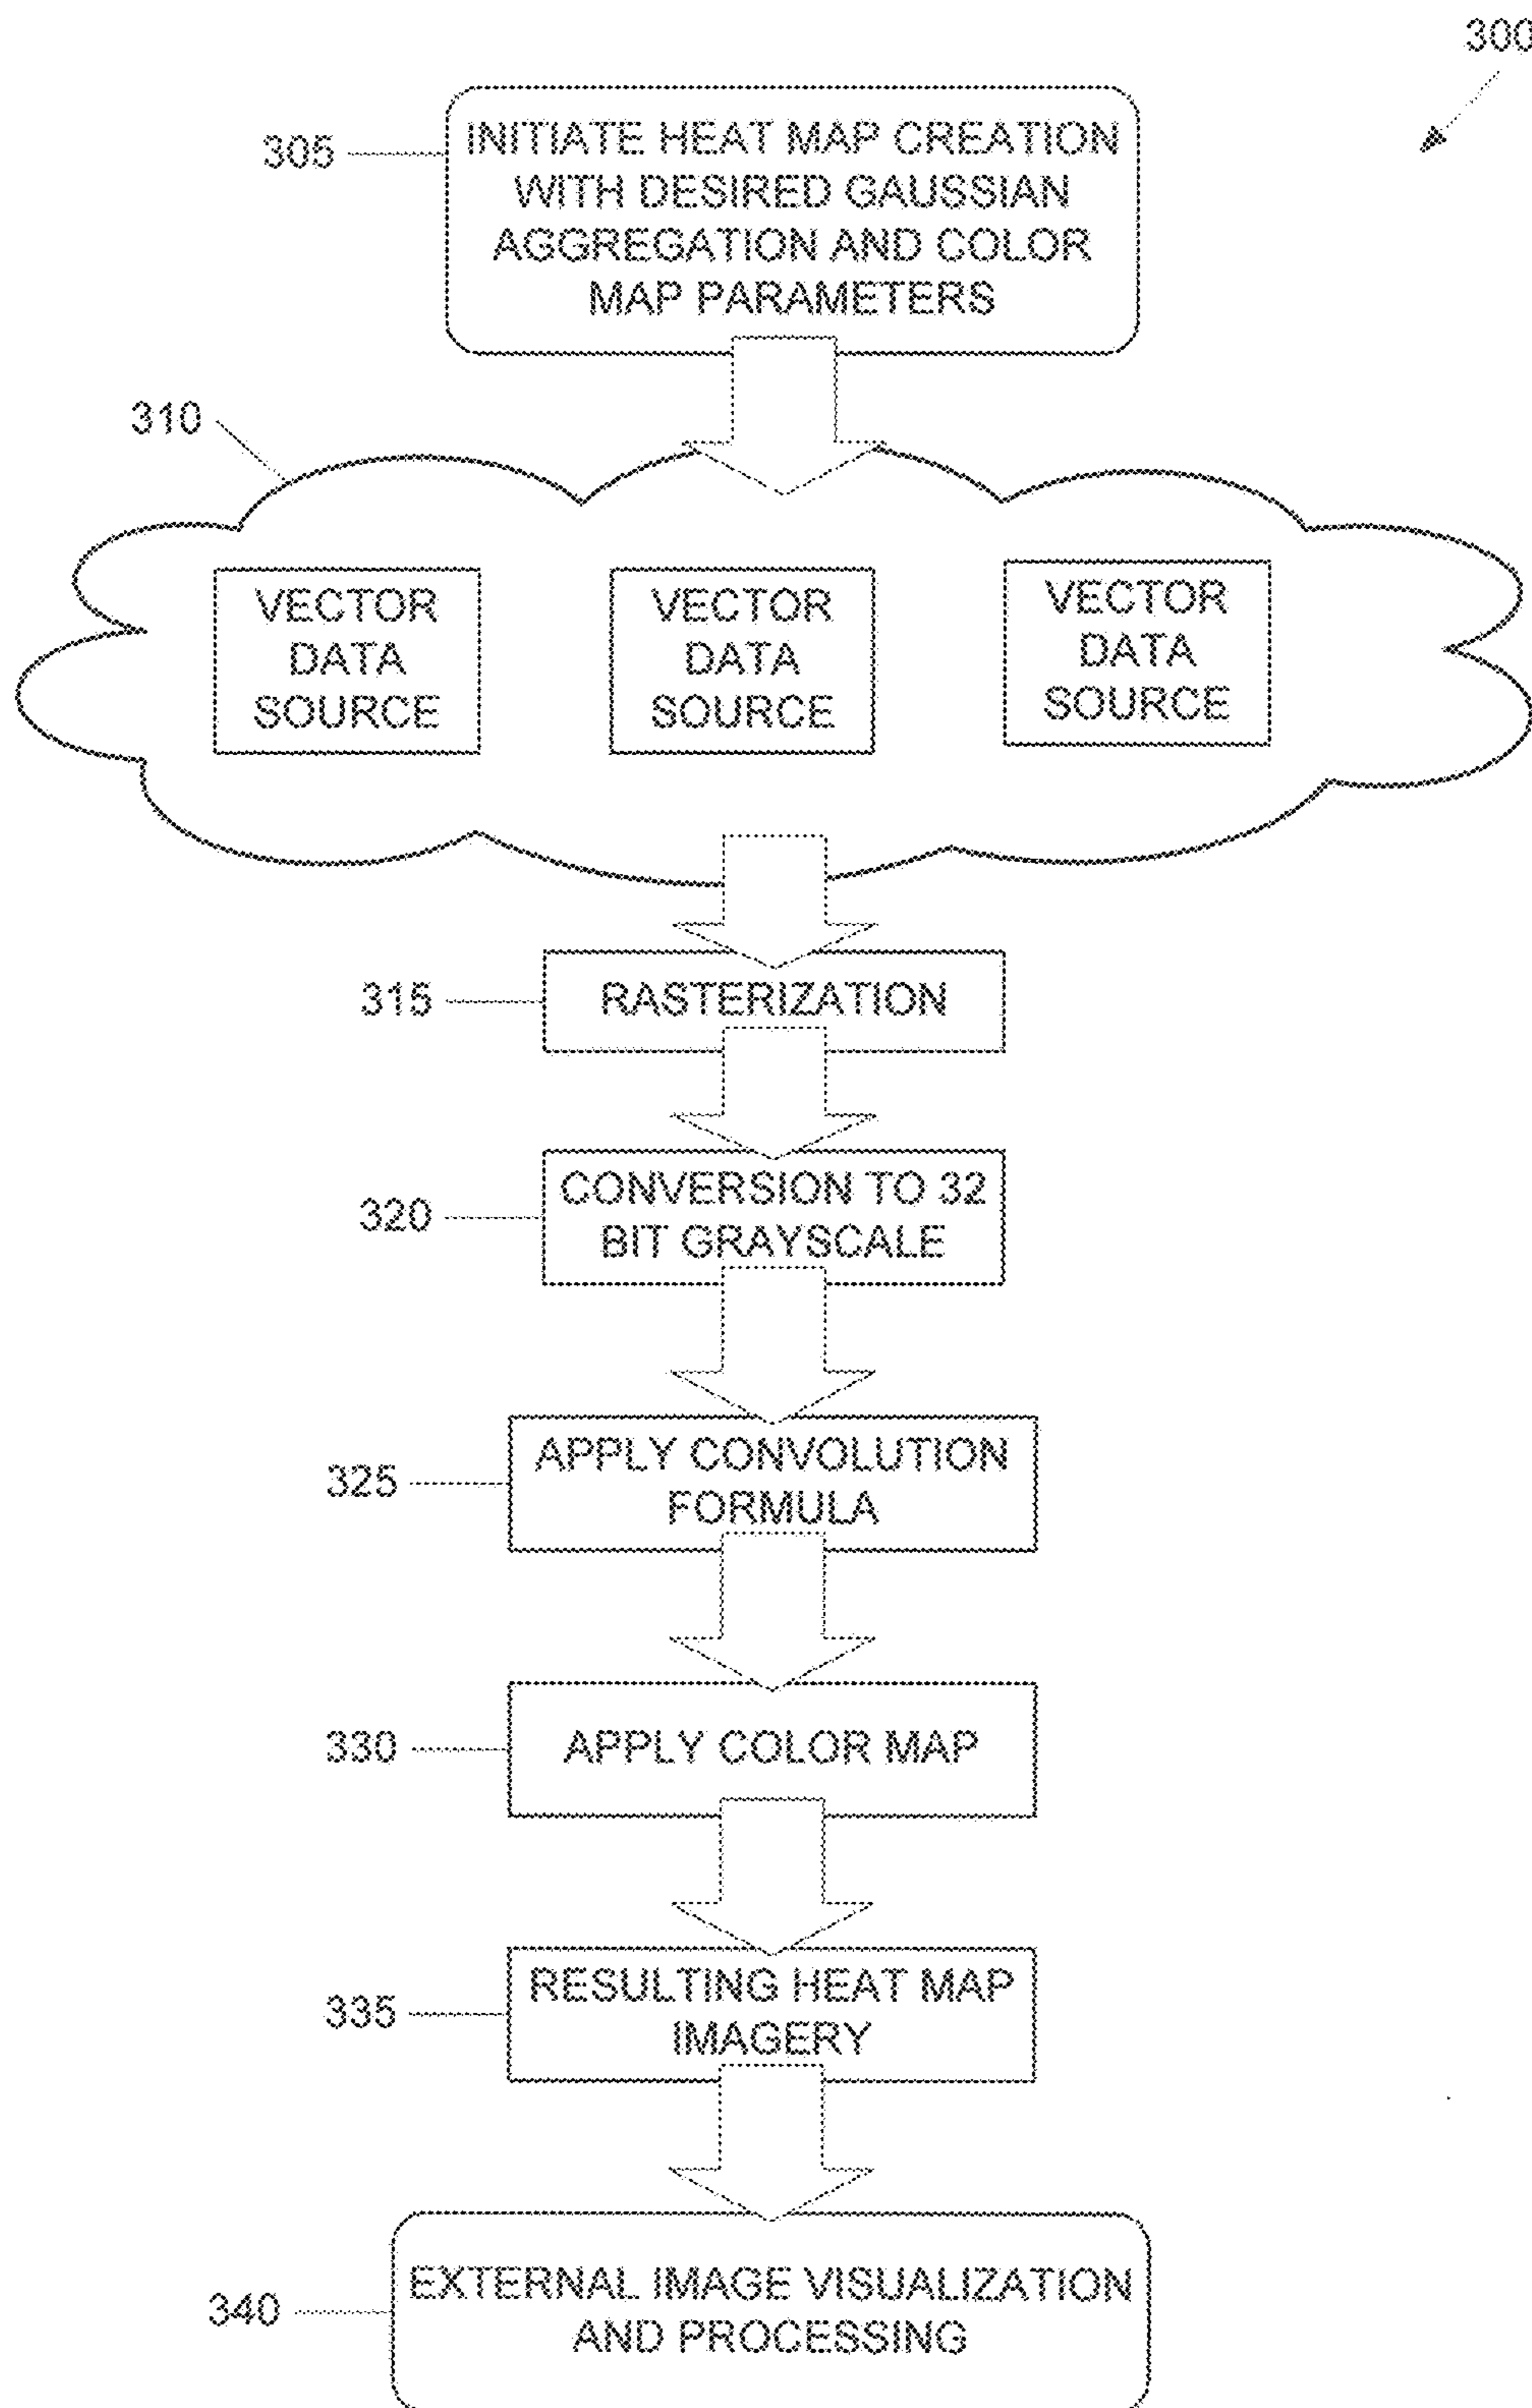 300
305
INITIATE HEAT MAP CREATION
WITH DESIRED GAUSSIAN
AGGREGATION AND COLOR
MAP PARAMETERS
310
VECTOR
DATA
SOURCE
VECTOR
DATA
SOURCE
VECTOR
DATA
SOURCE
315
RASTERIZATION
320
CONVERSION TO 32
BIT GRAYSCALE
325
APPLY CONVOLUTION
FORMULA
330
APPLY COLOR MAP
335
RESULTING HEAT MAP
IMAGERY
340
EXTERNAL IMAGE VISUALIZATION
AND PROCESSING